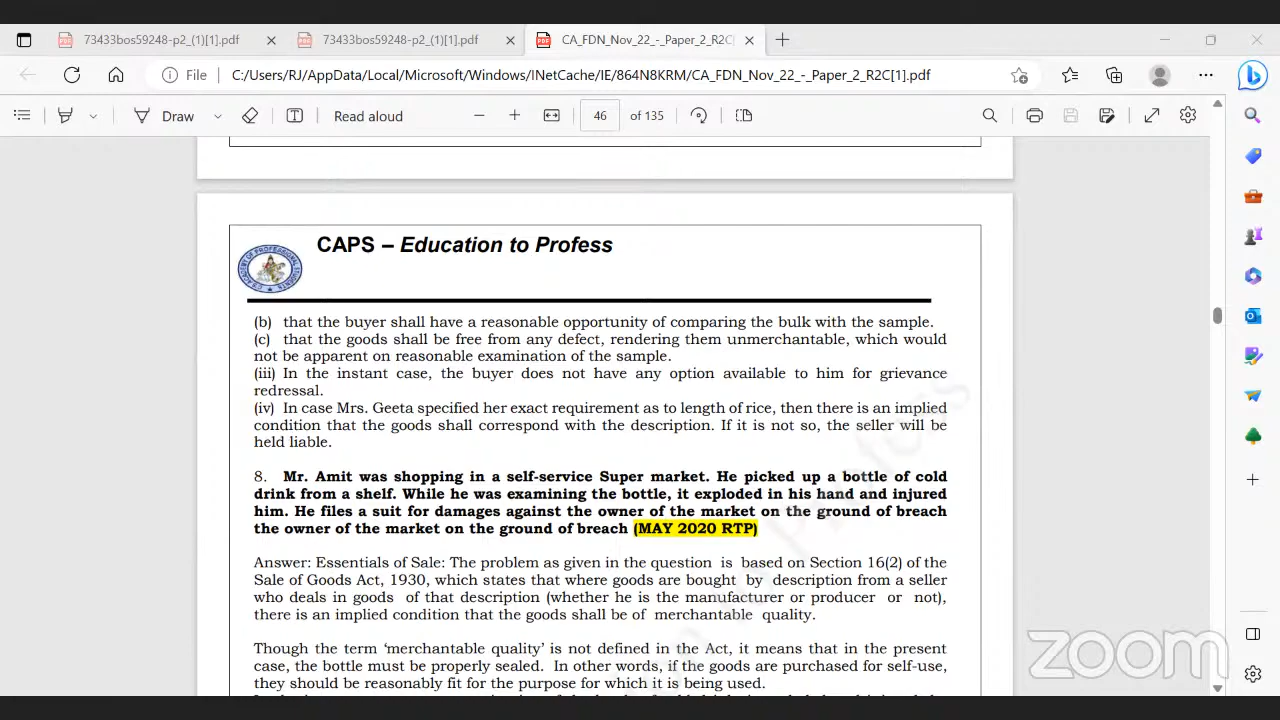 73433bos59248-p2_(1)[1].pdf
73433bos59248-p2_(1)[1].pdf
CA_FDN_Nov_22_-_Paper_2_R2C[
File
C:/Users/RJ/AppData/Local/Microsoft/Windows/INetCache/IE/864N8KRM/CA_FDN_Nov_22_-_Paper_2_R2C[1].pdf
Draw
Read aloud
46
of 135
CAPS – Education to Profess
(b) that the buyer shall have a reasonable opportunity of comparing the bulk with the sample.
(c) that the goods shall be free from any defect, rendering them unmerchantable, which would
not be apparent on reasonable examination of the sample.
(iii) In the instant case, the buyer does not have any option available to him for grievance
redressal.
(iv) In case Mrs. Geeta specified her exact requirement as to length of rice, then there is an implied
condition that the goods shall correspond with the description. If it is not so, the seller will be
held liable.
8. Mr. Amit was shopping in a self-service Super market. He picked up a bottle of cold
drink from a shelf. While he was examining the bottle, it exploded in his hand and injured
him. He files a suit for damages against the owner of the market on the ground of breach
the owner of the market on the ground of breach (MAY 2020 RTP)
Answer: Essentials of Sale: The problem as given in the question is based on Section 16(2) of the
Sale of Goods Act, 1930, which states that where goods are bought by description from a seller
who deals in goods of that description (whether he is the manufacturer or producer or not),
there is an implied condition that the goods shall be of merchantable quality.
Though the term ‘merchantable quality’ is not defined in the Act, it means that in the present
case, the bottle must be properly sealed. In other words, if the goods are purchased for self-use,
they should be reasonably fit for the purpose for which it is being used.
zoom